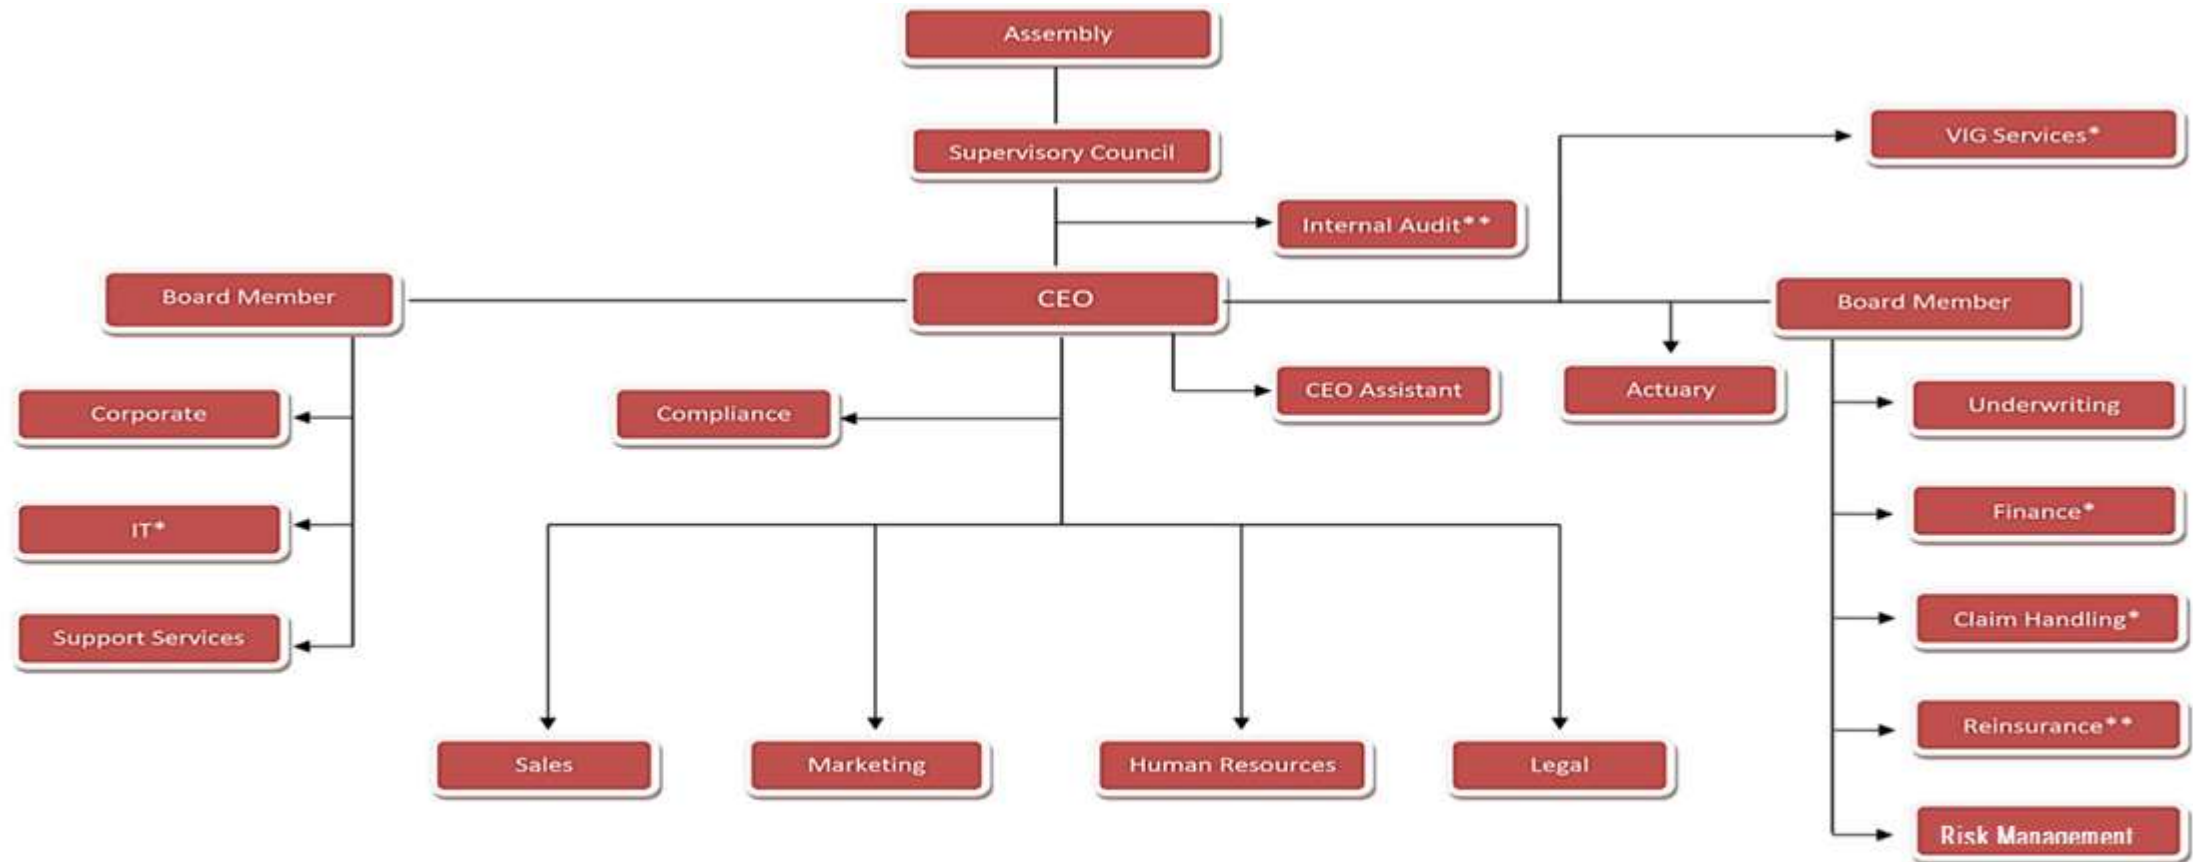 Assembly
Supervisory Council
VIG Services*
Internal Audit**
Board Member
CEO
Board Member
Corporate
Compliance
CEO Assistant
Actuary
Underwriting
IT*
Finance*
Support Services
Claim Handling*
Sales
Marketing
Human Resources
Legal
Reinsurance**
Risk Management